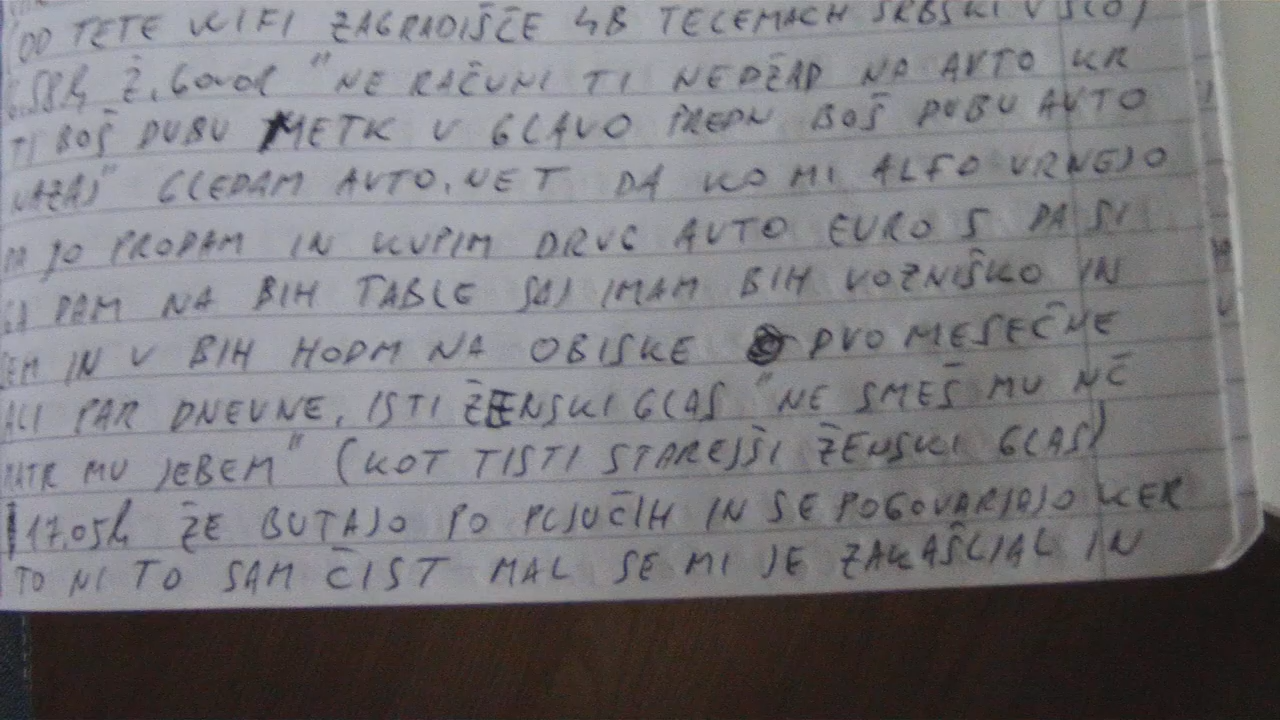 OD TETE WIFI ZAGRADIŠČE 4B TELEMACH SRBSKI V SLO)
.58h Ž. Govor "NE RAČUNI TI NEDŽAD NA AVTO KR
TI BOŠ DUBU METK V GLAVO PREDN BOŠ DUBU AVTO
NAZAJ" GLEDAM AVTO.NET DA KO MI ALFO VRNEJO
DA JO PRODAM IN KUPIM DRUG AVTO EURO 5 DA SI
GA DAM NA BIH TABLE SAJ IMAM BIH VOZNIŠKO IN
SEM IN V BIH HODM NA OBISKE DVO MESEČNE
ALI PAR DNEVNE, ISTI ŽENSKI GLAS "NE SMEŠ MU NČ
MATR MU JEBEM" (KOT TISTI STAREJŠI ŽENSKI GLAS)
17.05h ŽE BUTAJO PO PLJUČIH IN SE POGOVARJAJO KER
TO NI TO SAM ČIST MAL SE MI JE ZAKAŠLJAL IN